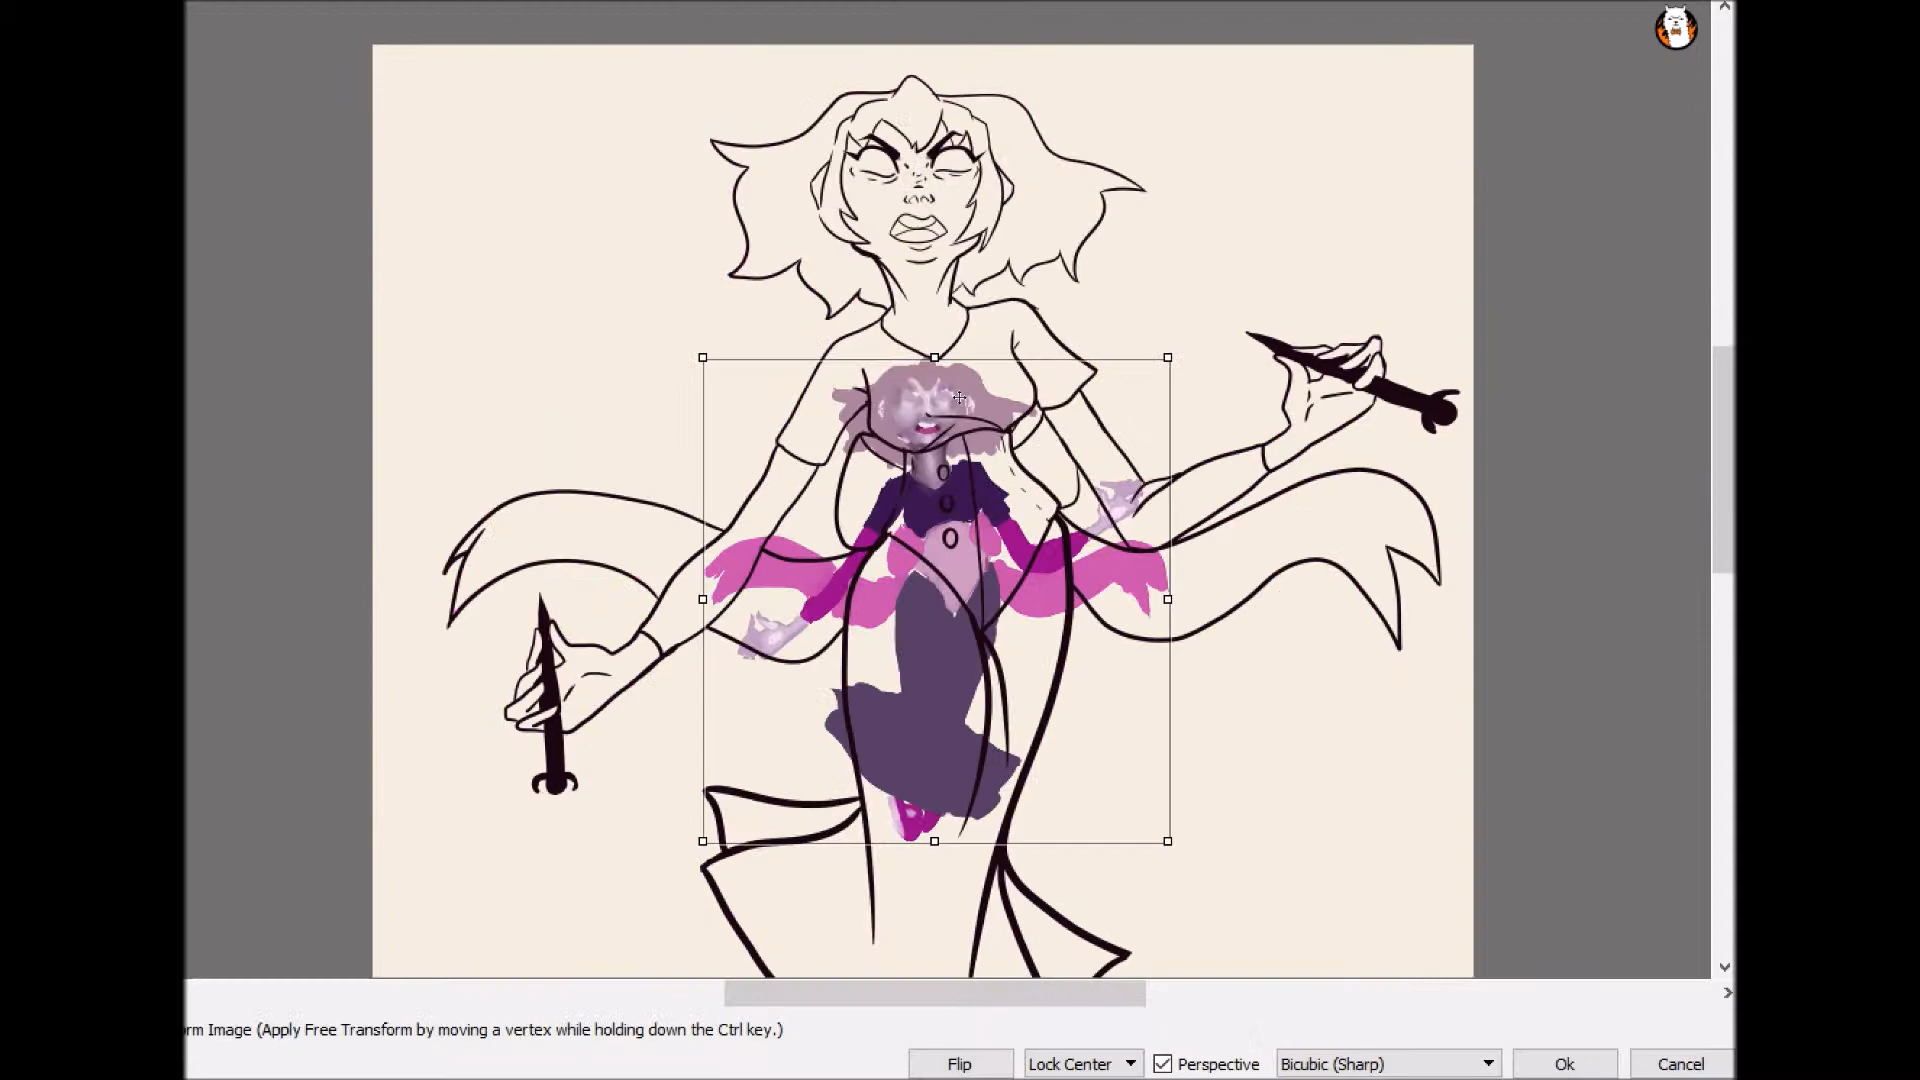 rm Image (Apply Free Transform by moving a vertex while holding down the Ctrl key.)
Flip
Lock Center
Perspective
Bicubic (Sharp)
Ok
Cancel